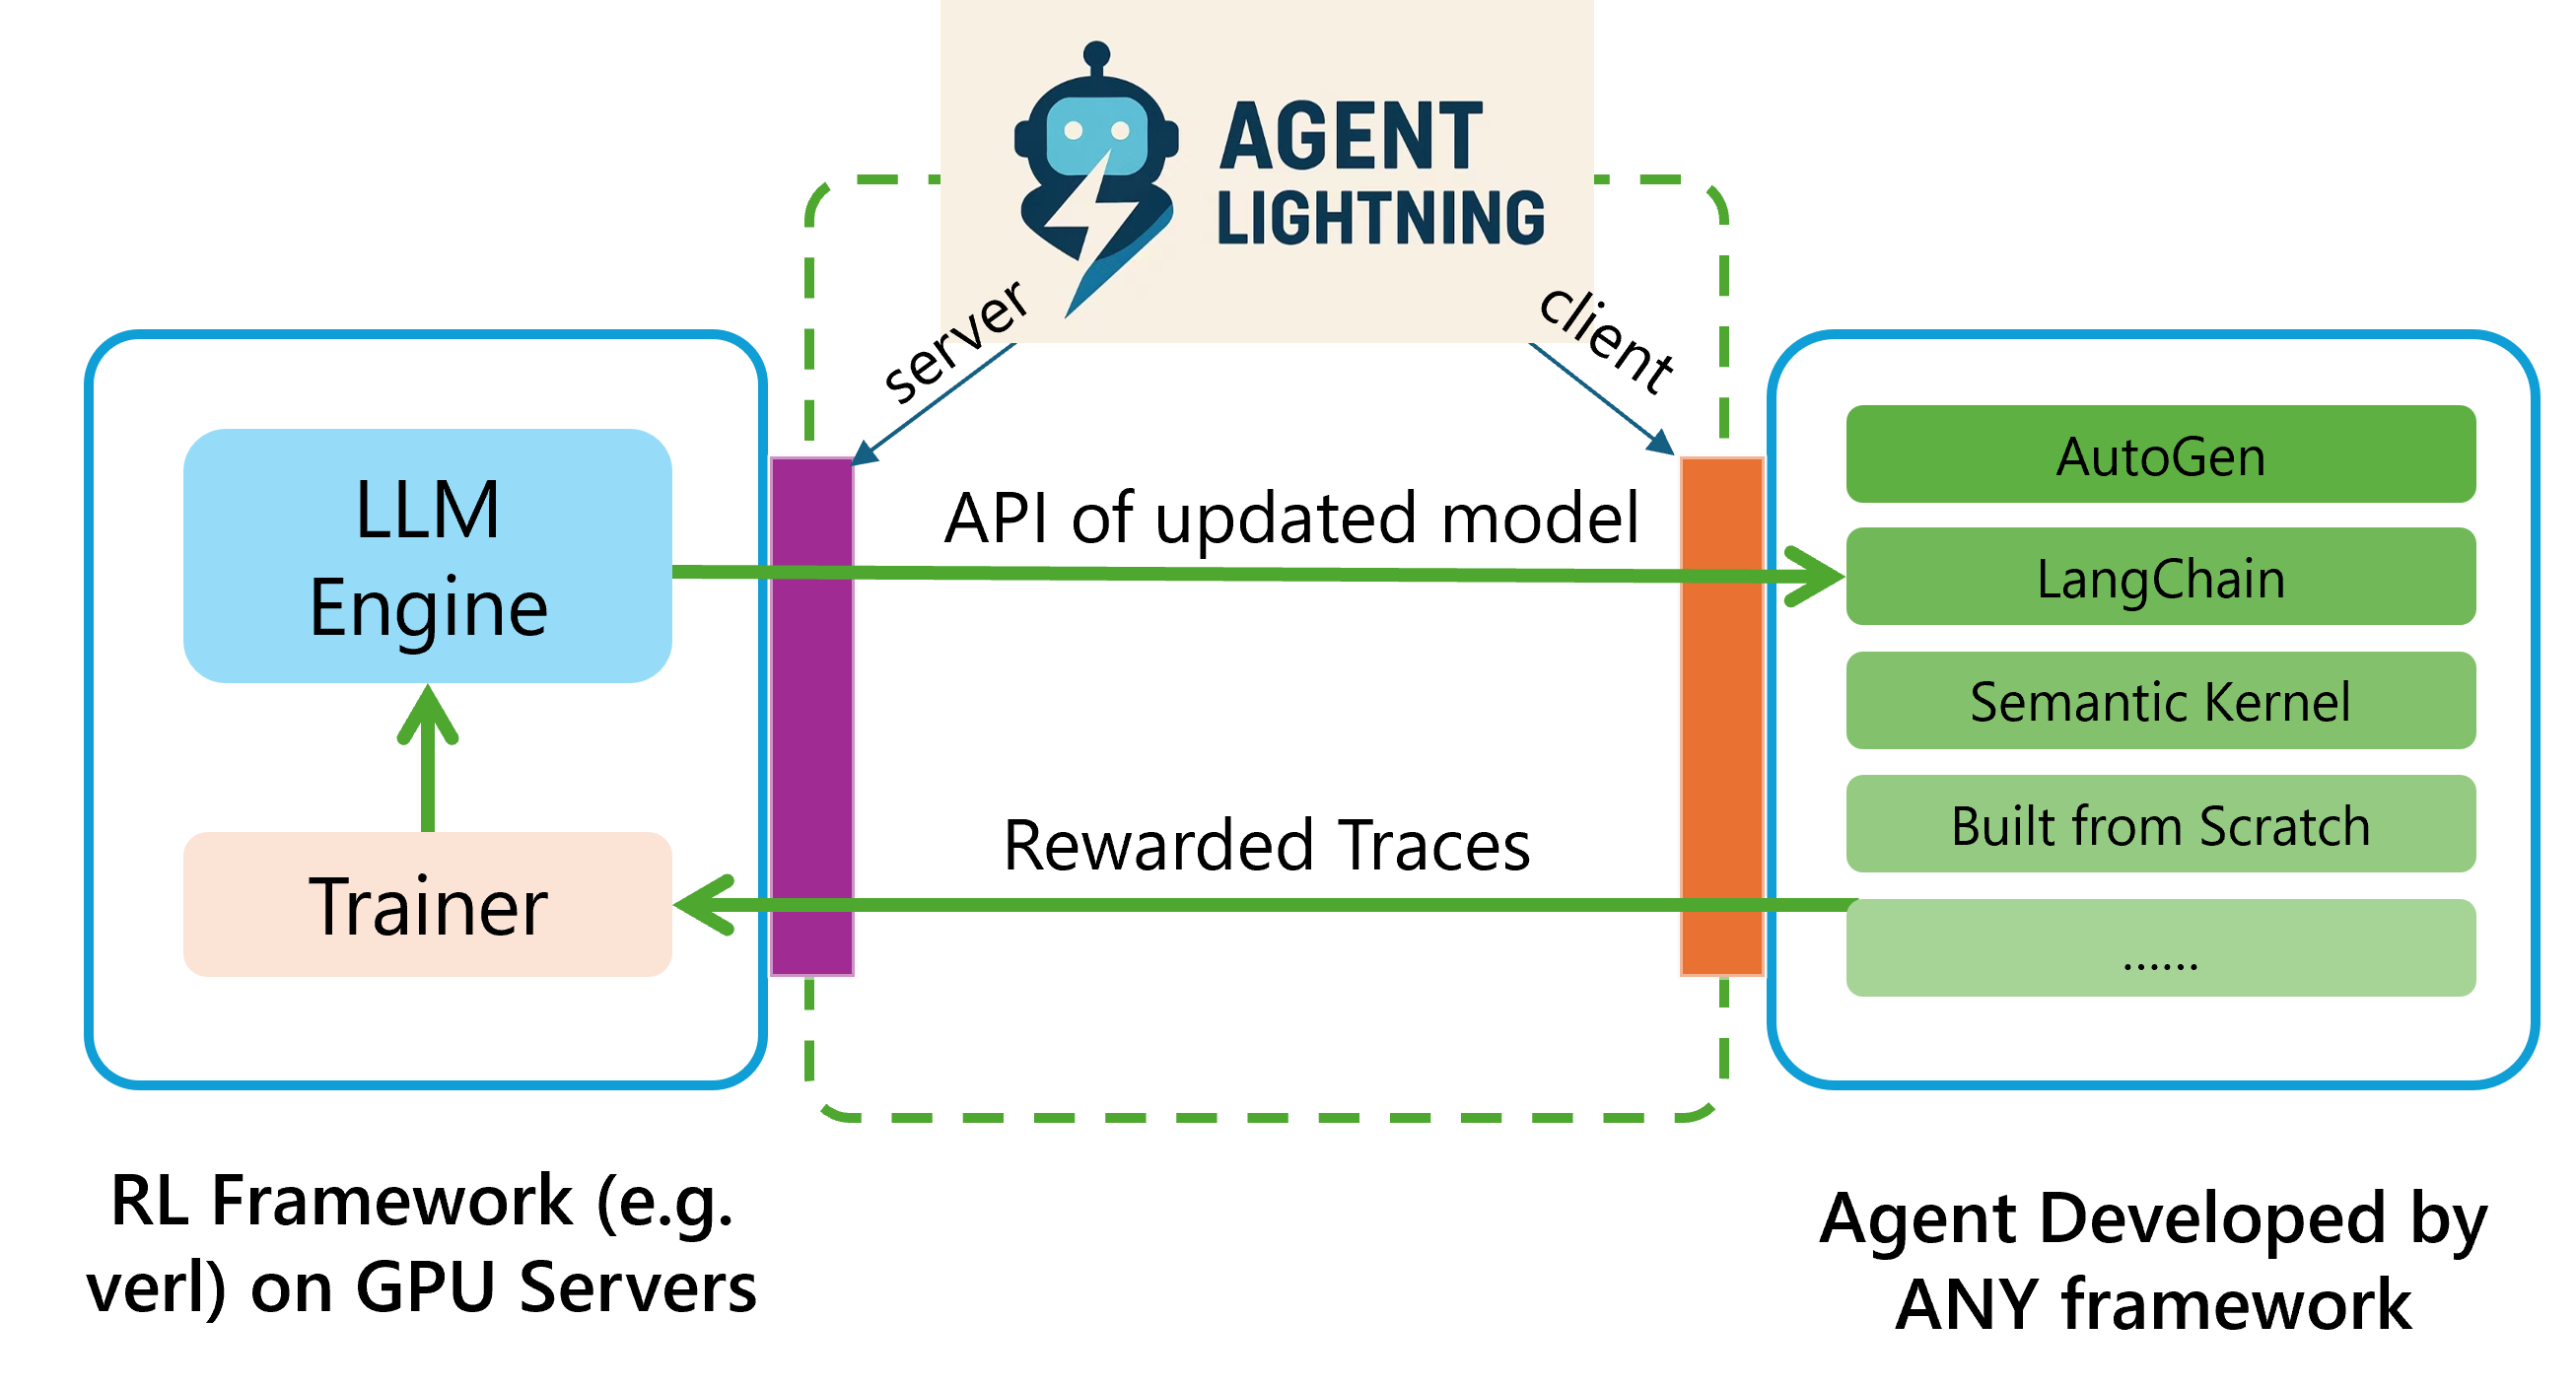 AGENT
LIGHTNING
server
client
LLM
Engine
Trainer
API of updated model
Rewarded Traces
AutoGen
LangChain
Semantic Kernel
Built from Scratch
......
RL Framework (e.g.
verl) on GPU Servers
Agent Developed by
ANY framework